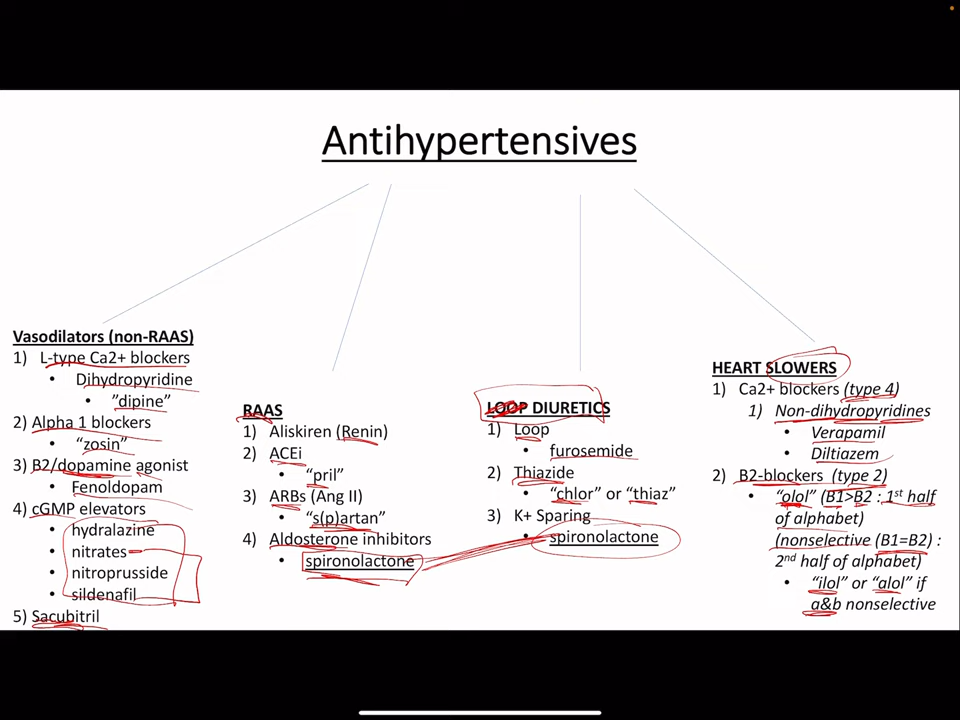 Antihypertensives
Vasodilators (non-RAAS)
1) L-type Ca2+ blockers
• Dihydropyridine
• ”dipine”
2) Alpha 1 blockers
• “zosin”
3) B2/dopamine agonist
• Fenoldopam
4) cGMP elevators
• hydralazine
• nitrates
• nitroprusside
• sildenafil
5) Sacubitril
RAAS
1) Aliskiren (Renin)
2) ACEi
• “pril”
3) ARBs (Ang II)
• “s(p)artan”
4) Aldosterone inhibitors
• spironolactone
LOOP DIURETICS
1) Loop
• furosemide
2) Thiazide
• “chlor” or “thiaz”
3) K+ Sparing
• spironolactone
HEART SLOWERS
1) Ca2+ blockers (type 4)
1) Non-dihydropyridines
• Verapamil
• Diltiazem
2) B2-blockers (type 2)
• “olol” (B1>B2 : 1st half
of alphabet)
(nonselective (B1=B2) :
2nd half of alphabet)
• “ilol” or “alol” if
a&b nonselective